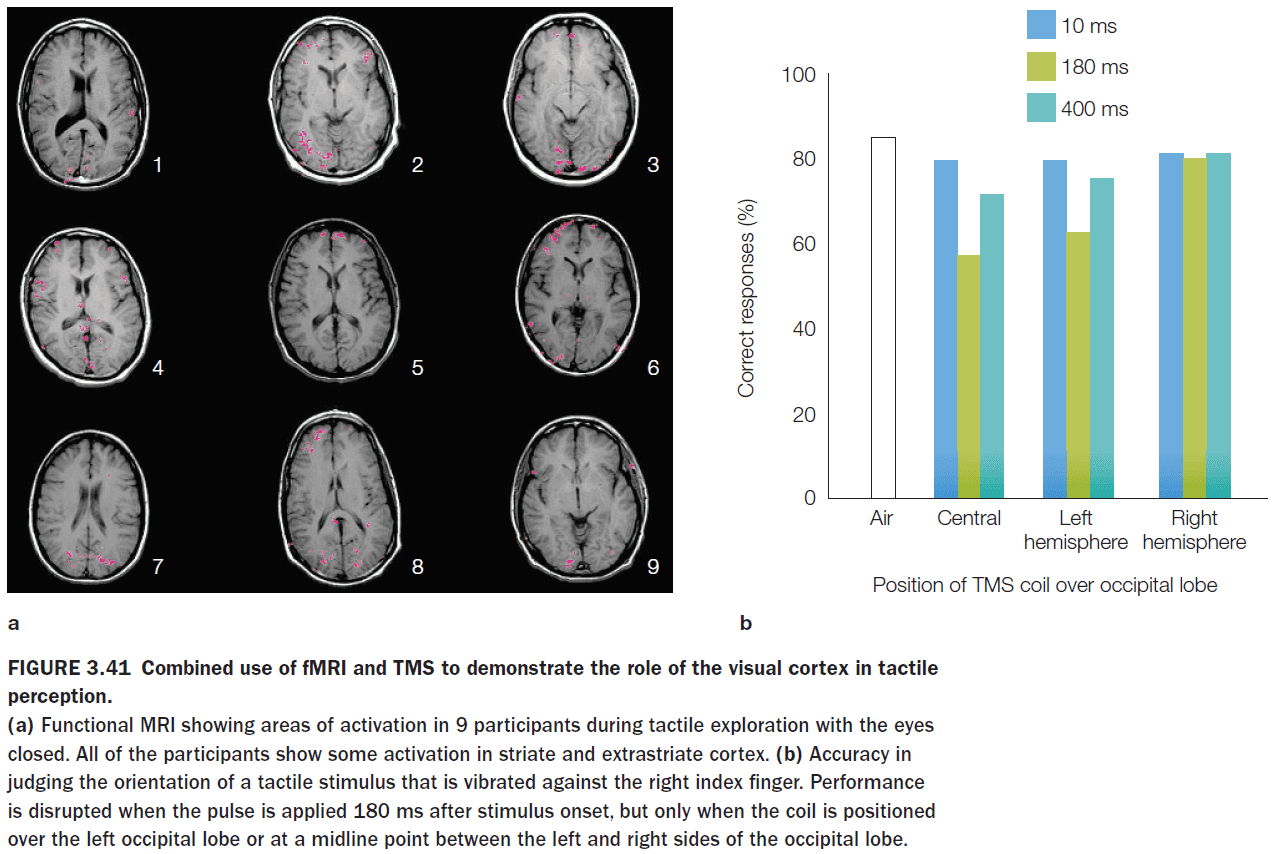 1
2
3
4
5
6
7
8
9
a
10 ms
180 ms
400 ms
100
80
60
40
20
0
Correct responses (%)
Air
Central
Left
hemisphere
Right
hemisphere
Position of TMS coil over occipital lobe
b
FIGURE 3.41 Combined use of fMRI and TMS to demonstrate the role of the visual cortex in tactile
perception.
(a) Functional MRI showing areas of activation in 9 participants during tactile exploration with the eyes
closed. All of the participants show some activation in striate and extrastriate cortex. (b) Accuracy in
judging the orientation of a tactile stimulus that is vibrated against the right index finger. Performance
is disrupted when the pulse is applied 180 ms after stimulus onset, but only when the coil is positioned
over the left occipital lobe or at a midline point between the left and right sides of the occipital lobe.